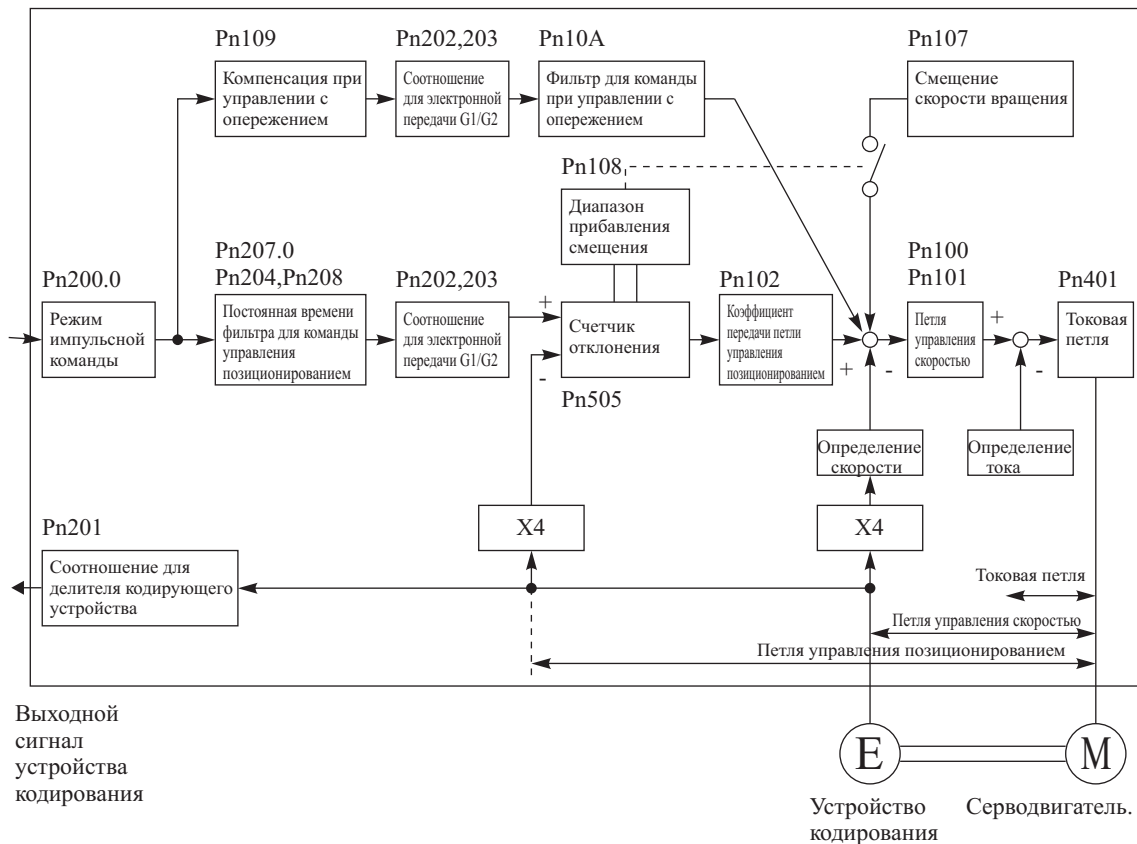 Pn109
Компенсация при
управлении с
опережением
Pn202,203
Соотношение
для электронной
передачи G1/G2
Pn10A
Фильтр для команды
при управлении с
опережением
Pn107
Смещение
скорости вращения
Pn108
Диапазон
прибавления
смещения
Pn200.0
Режим
импульсной
команды
Pn207.0
Pn204,Pn208
Постоянная времени
фильтра для команды
управления
позиционированием
Pn202,203
Соотношение
для электронной
передачи G1/G2
+
-
Счетчик
отклонения
Pn505
Pn102
Коэффициент
передачи петли
управления
позиционированием
+
-
Pn100
Pn101
Петля
управления
скоростью
+
-
Pn401
Токовая
петля
Определение
скорости
Определение
тока
X4
X4
Pn201
Соотношение для
делителя кодирующего
устройства
Токовая петля
Петля управления скоростью
Петля управления позиционированием
Выходной
сигнал
устройства
кодирования
E
M
Устройство
кодирования
Серводвигатель.